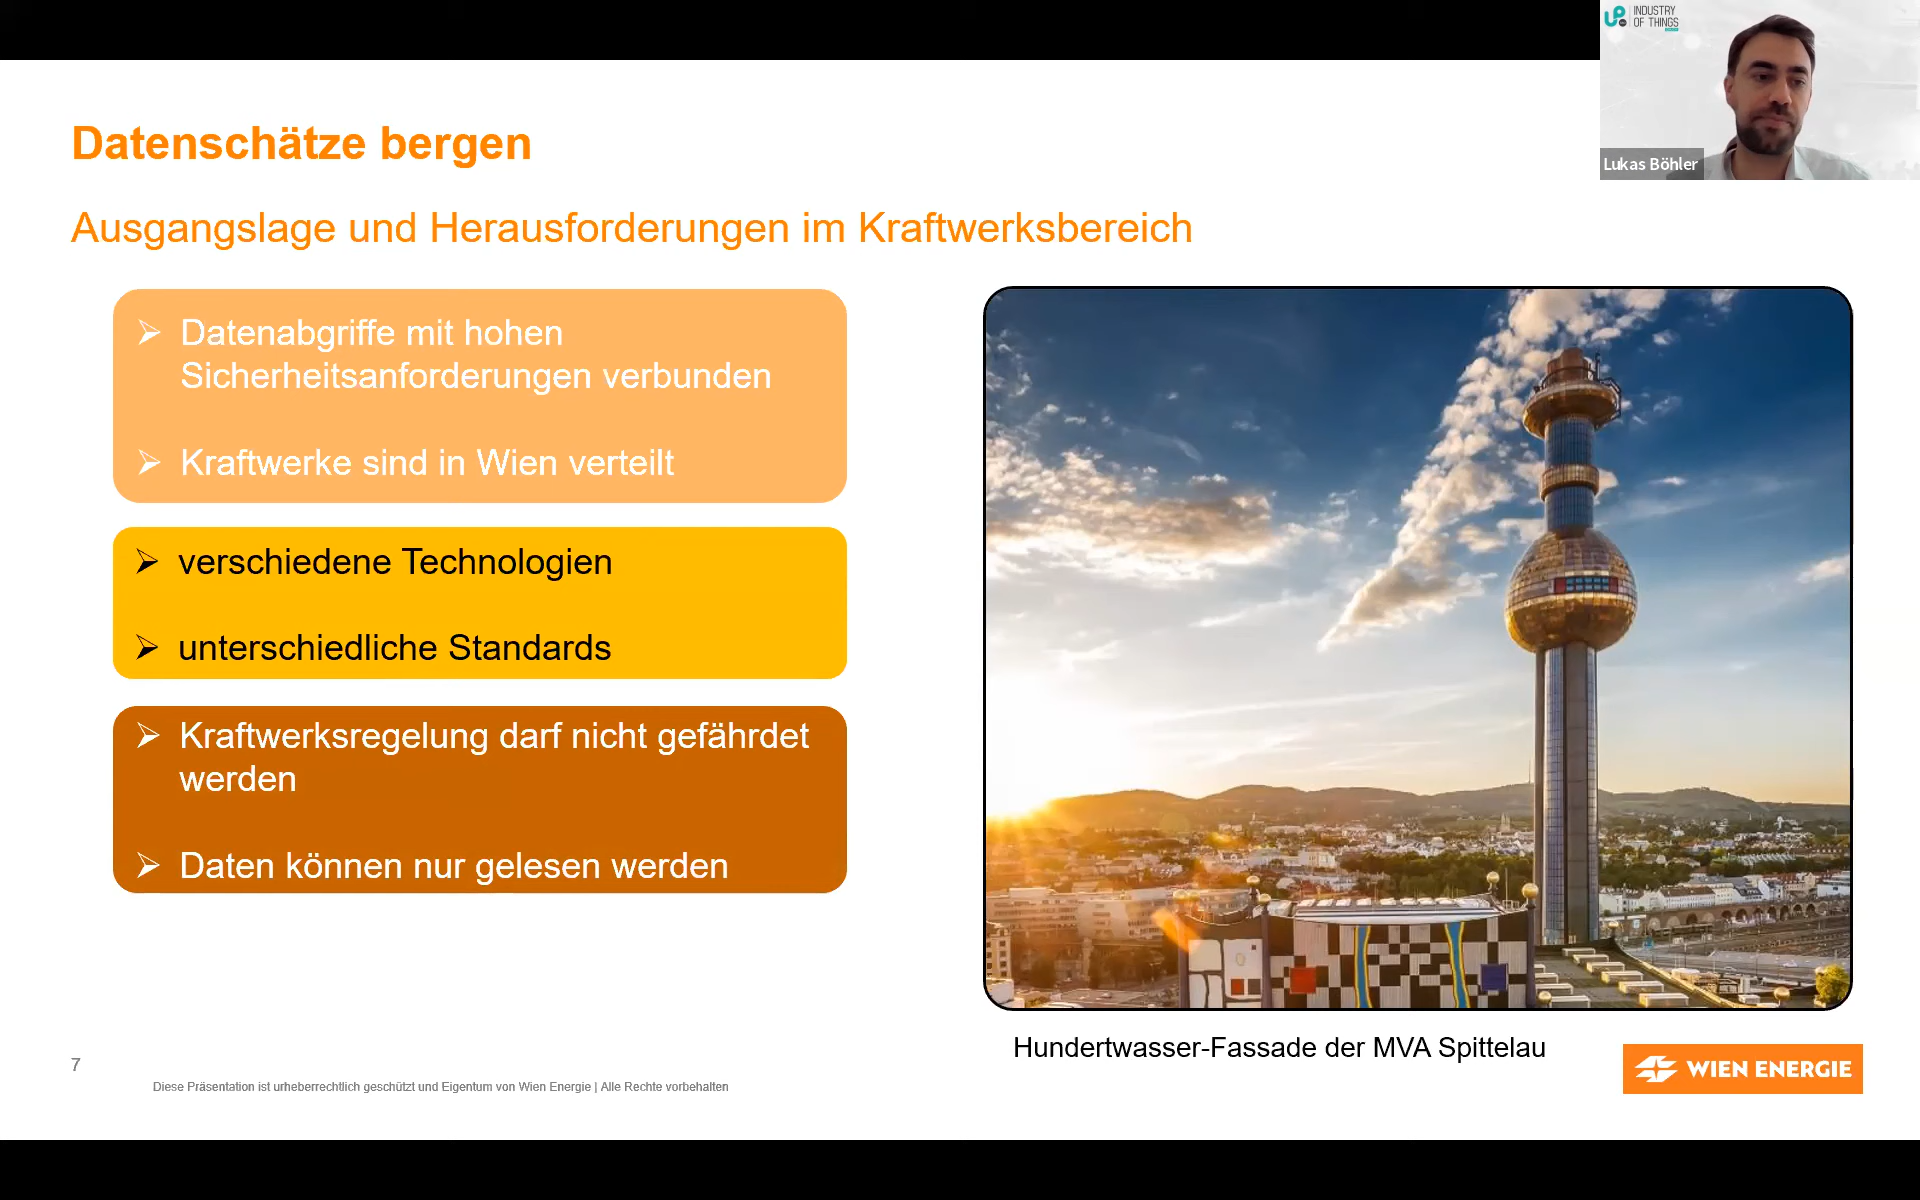 INDUSTRY
OF THINGS
Lukas Böhler
Datenschätze bergen
Ausgangslage und Herausforderungen im Kraftwerksbereich
Datenabgriffe mit hohen
Sicherheitsanforderungen verbunden
Kraftwerke sind in Wien verteilt
verschiedene Technologien
unterschiedliche Standards
Kraftwerksregelung darf nicht gefährdet
werden
Daten können nur gelesen werden
Hundertwasser-Fassade der MVA Spittelau
7
Diese Präsentation ist urheberrechtlich geschützt und Eigentum von Wien Energie | Alle Rechte vorbehalten
WIEN ENERGIE